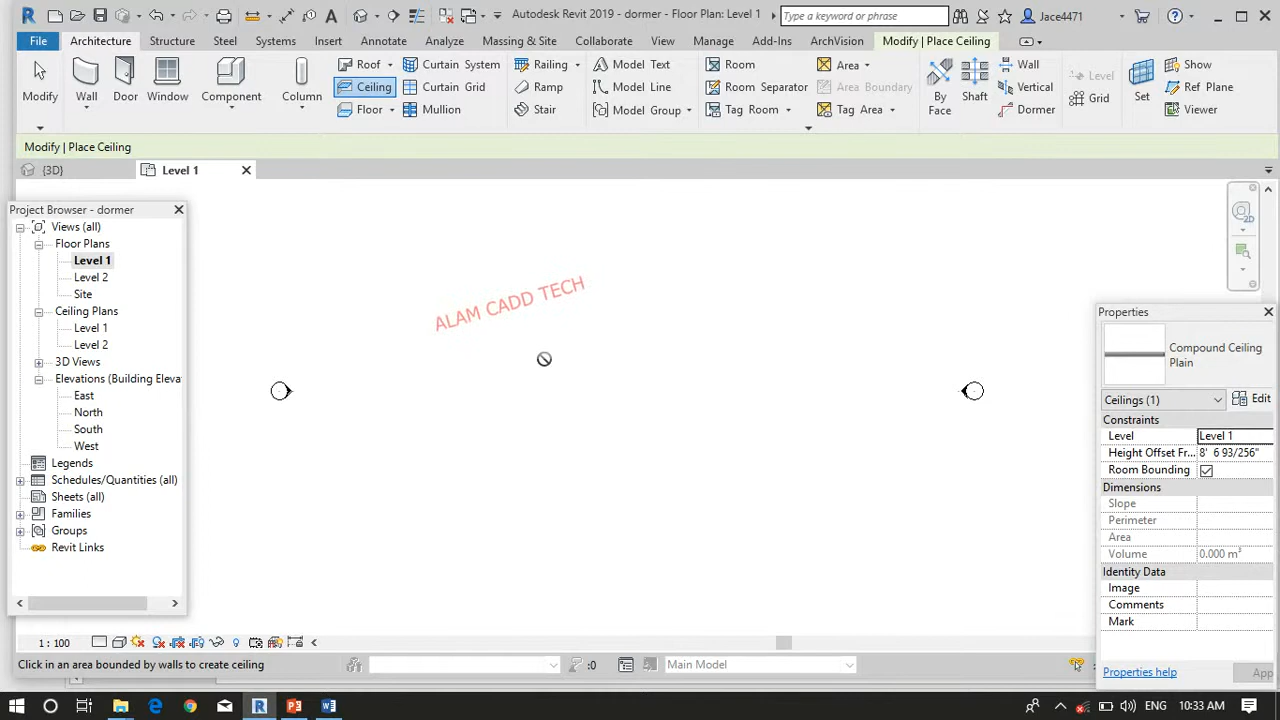 Autodesk Revit 2019 - dormer - Floor Plan: Level 1
Type a keyword or phrase
Jace4471
File
Architecture
Structure
Steel
Systems
Insert
Annotate
Analyze
Massing & Site
Collaborate
View
Manage
Add-Ins
ArchVision
Modify | Place Ceiling
Modify
Wall
Door
Window
Component
Column
Roof
Ceiling
Floor
Curtain System
Curtain Grid
Mullion
Railing
Ramp
Stair
Model Text
Model Line
Model Group
Room
Room Separator
Tag Room
Area
Area Boundary
Tag Area
By
Face
Shaft
Wall
Vertical
Dormer
Level
Grid
Set
Show
Ref Plane
Viewer
Modify | Place Ceiling
{3D}
Level 1
Project Browser - dormer
Views (all)
Floor Plans
Level 1
Level 2
Site
Ceiling Plans
Level 1
Level 2
3D Views
Elevations (Building Eleva
East
North
South
West
Legends
Schedules/Quantities (all)
Sheets (all)
Families
Groups
Revit Links
ALAM CADD TECH
2D
Properties
Compound Ceiling
Plain
Ceilings (1)
Edit
Constraints
Level
Level 1
Height Offset Fr...
8' 6 93/256"
Room Bounding
Dimensions
Slope
Perimeter
Area
Volume
0.000 m³
Identity Data
Image
Comments
Mark
Properties help
App
1 : 100
Click in an area bounded by walls to create ceiling
:0
Main Model
ENG
10:33 AM